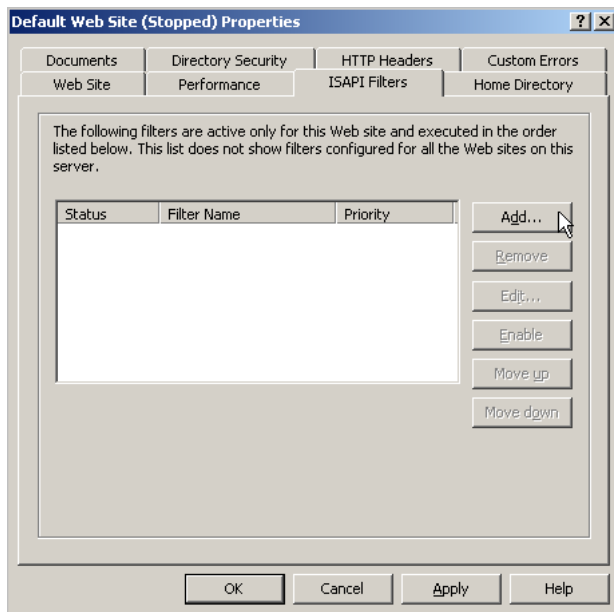 Default Web Site (Stopped) Properties
Documents Directory Security HTTP Headers Custom Errors
Web Site Performance ISAPI Filters Home Directory
The following filters are active only for this Web site and executed in the order
listed below. This list does not show filters configured for all the Web sites on this
server.
Status Filter Name Priority
Add...
Remove
Edit...
Enable
Move up
Move down
OK Cancel Apply Help